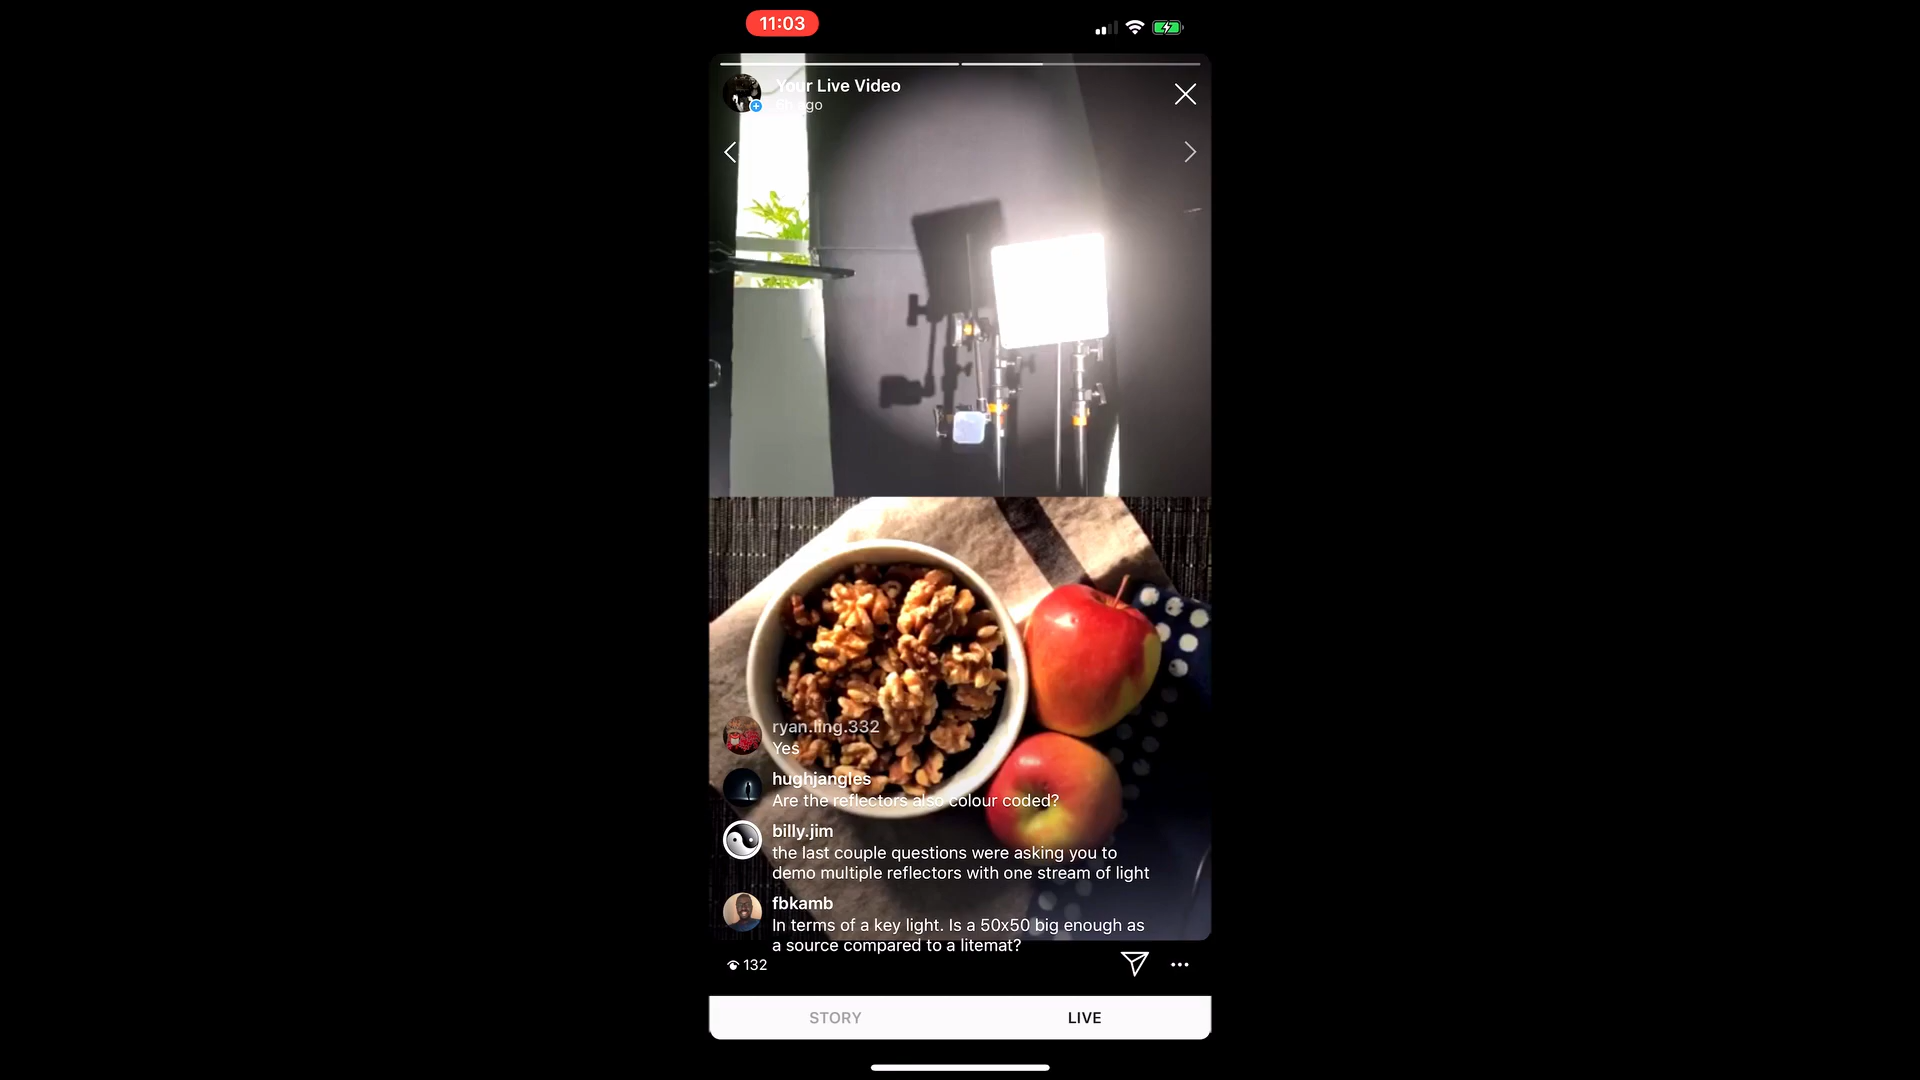 11:03
Your Live Video
6h ago
ryan.ling.332
Yes
hughjangles
Are the reflectors also colour coded?
billy.jim
the last couple questions were asking you to
demo multiple reflectors with one stream of light
fbkamb
In terms of a key light. Is a 50x50 big enough as
a source compared to a litemat?
132
STORY
LIVE